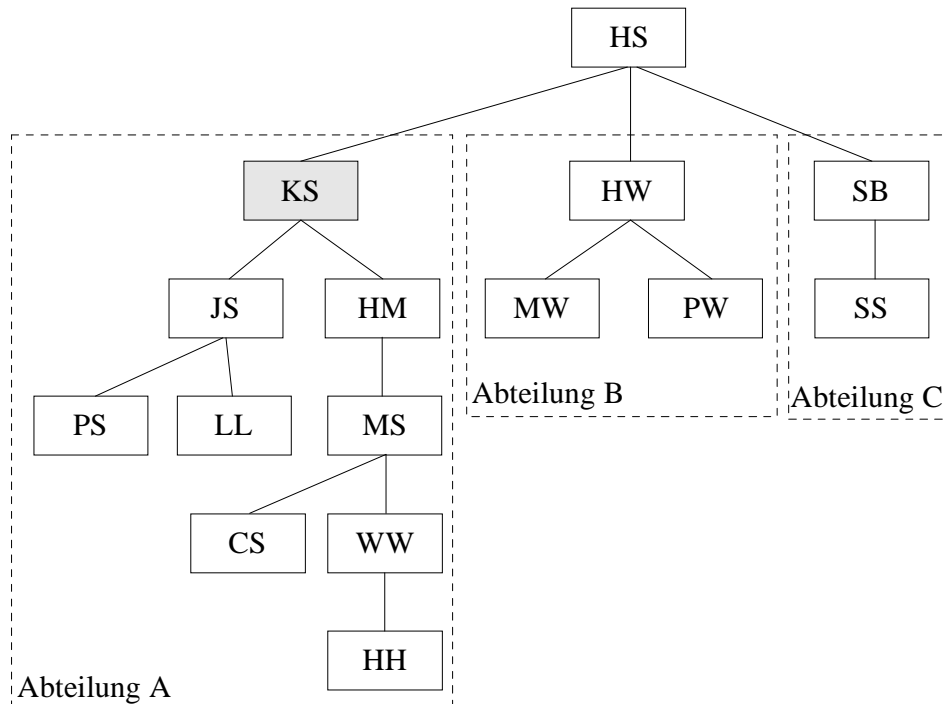 HS
KS
HW
SB
JS
HM
MW
PW
SS
Abteilung B
Abteilung C
PS
LL
MS
CS
WW
HH
Abteilung A